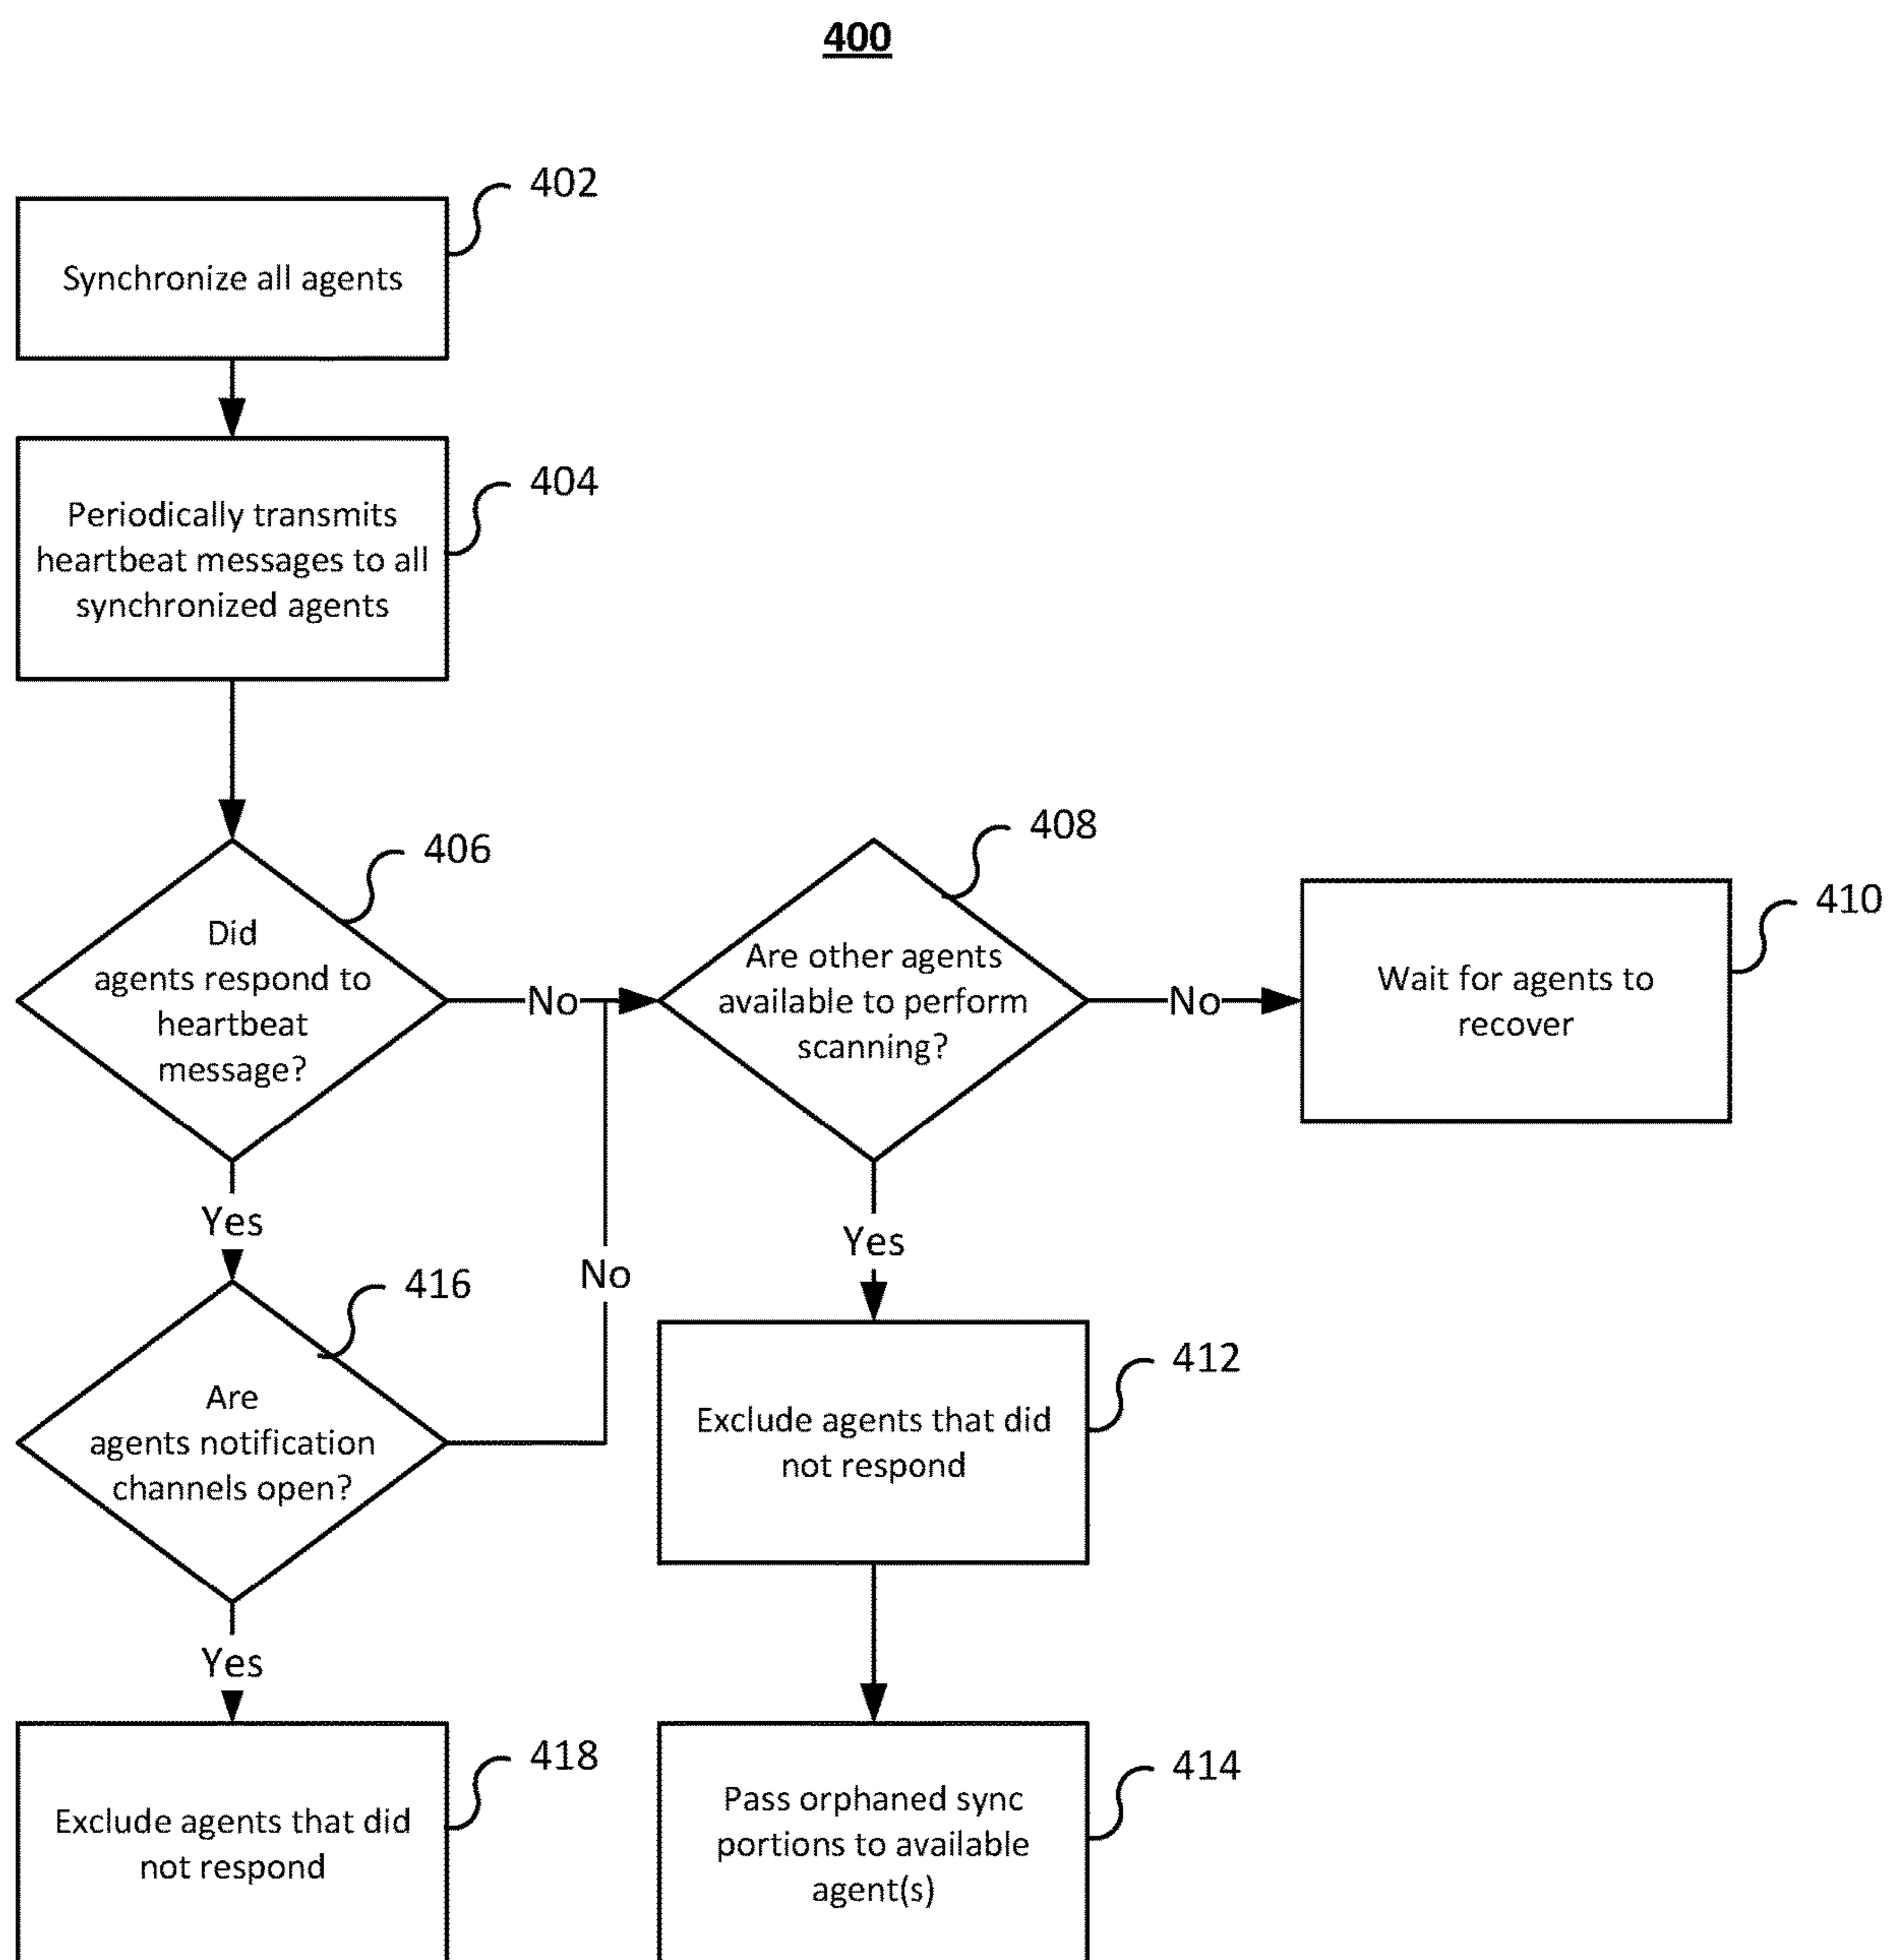 400
402
Synchronize all agents
404
Periodically transmits
heartbeat messages to all
synchronized agents
406
Did
agents respond to
heartbeat
message?
No
408
Are other agents
available to perform
scanning?
No
410
Wait for agents to
recover
Yes
416
Are
agents notification
channels open?
No
Yes
412
Exclude agents that did
not respond
Yes
418
Exclude agents that did
not respond
414
Pass orphaned sync
portions to available
agent(s)